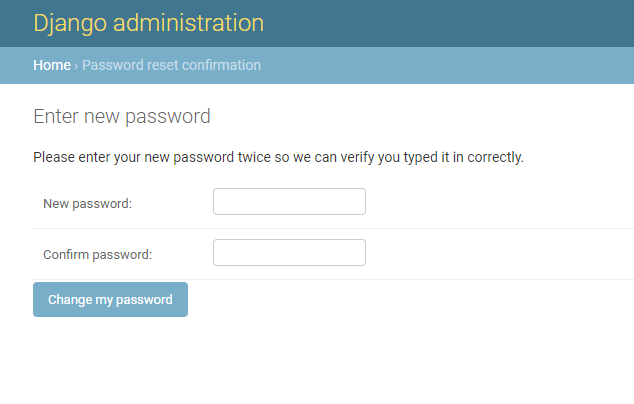 Django administration
Home › Password reset confirmation
Enter new password
Please enter your new password twice so we can verify you typed it in correctly.
New password:
Confirm password:
Change my password